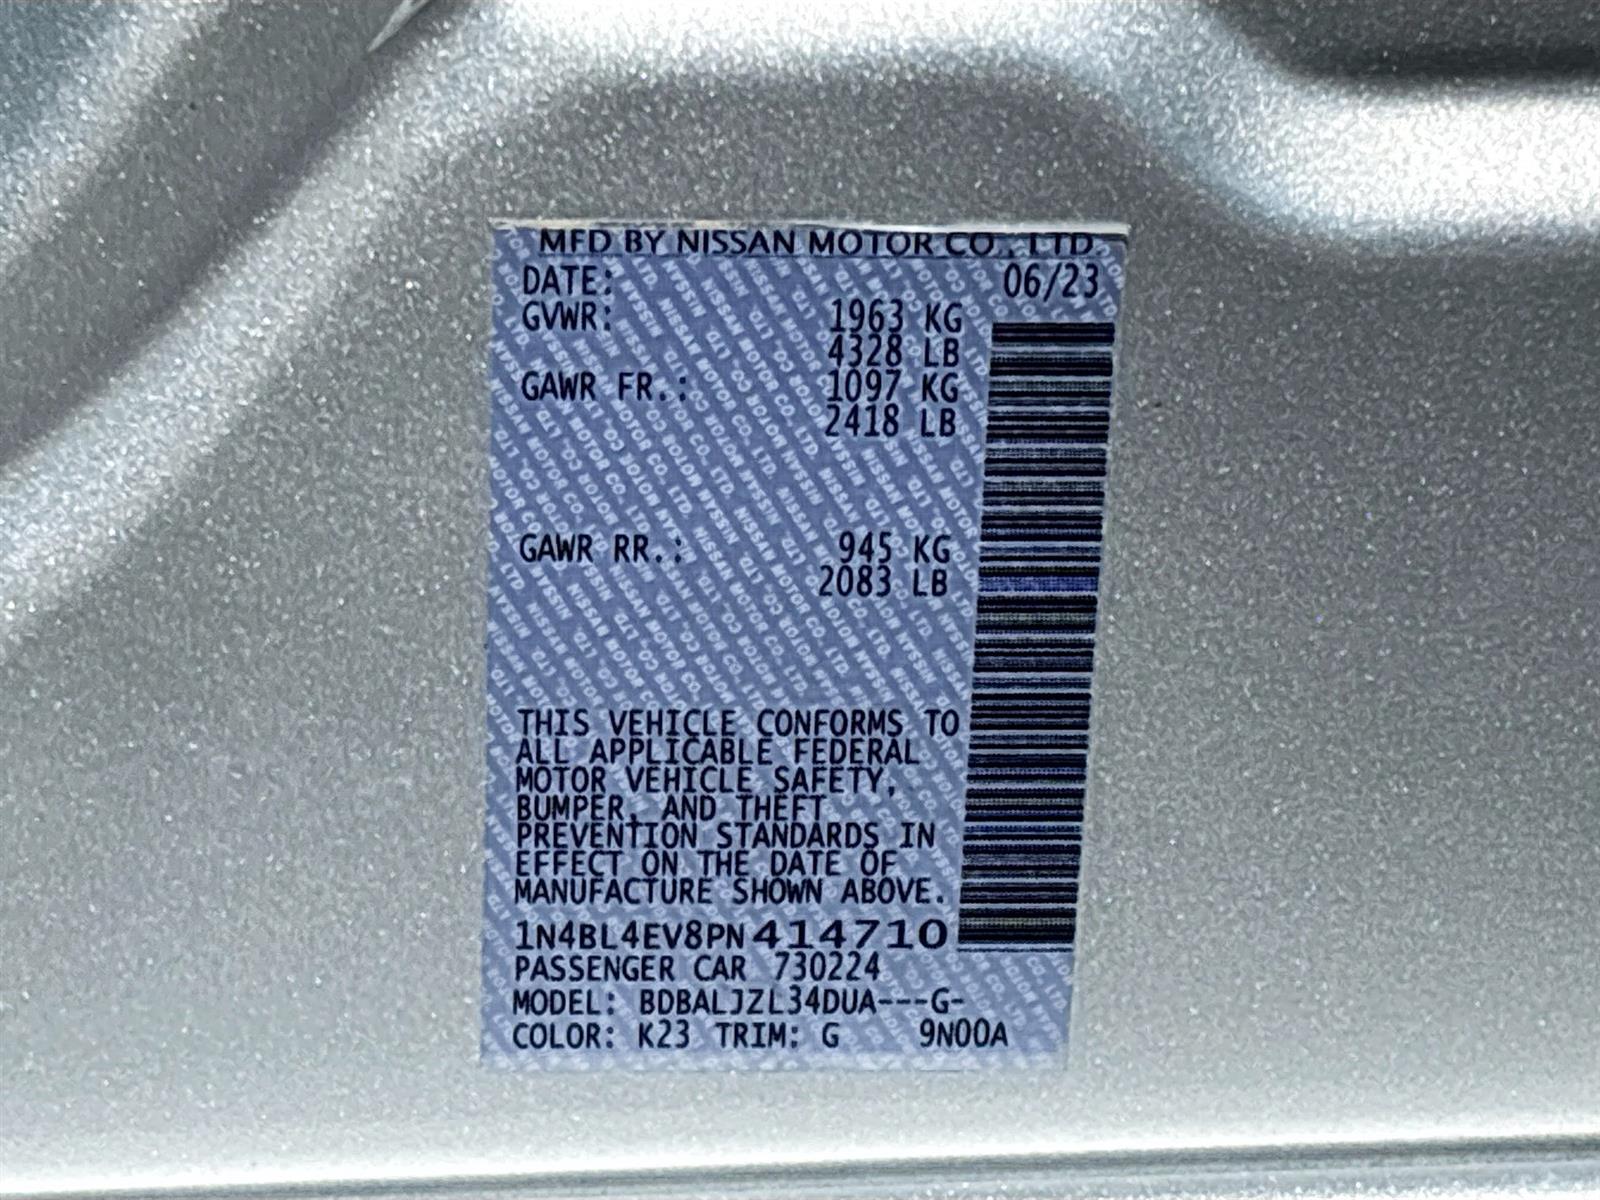 MFD BY NISSAN MOTOR CO., LTD.
DATE: 06/23
GVWR: 1963 KG
4328 LB
GAWR FR.: 1097 KG
2418 LB
GAWR RR.: 945 KG
2083 LB
THIS VEHICLE CONFORMS TO
ALL APPLICABLE FEDERAL
MOTOR VEHICLE SAFETY,
BUMPER, AND THEFT
PREVENTION STANDARDS IN
EFFECT ON THE DATE OF
MANUFACTURE SHOWN ABOVE.
1N4BL4EV8PN414710
PASSENGER CAR 730224
MODEL: BDBALJZL34DUA---G-
COLOR: K23 TRIM: G 9N00A